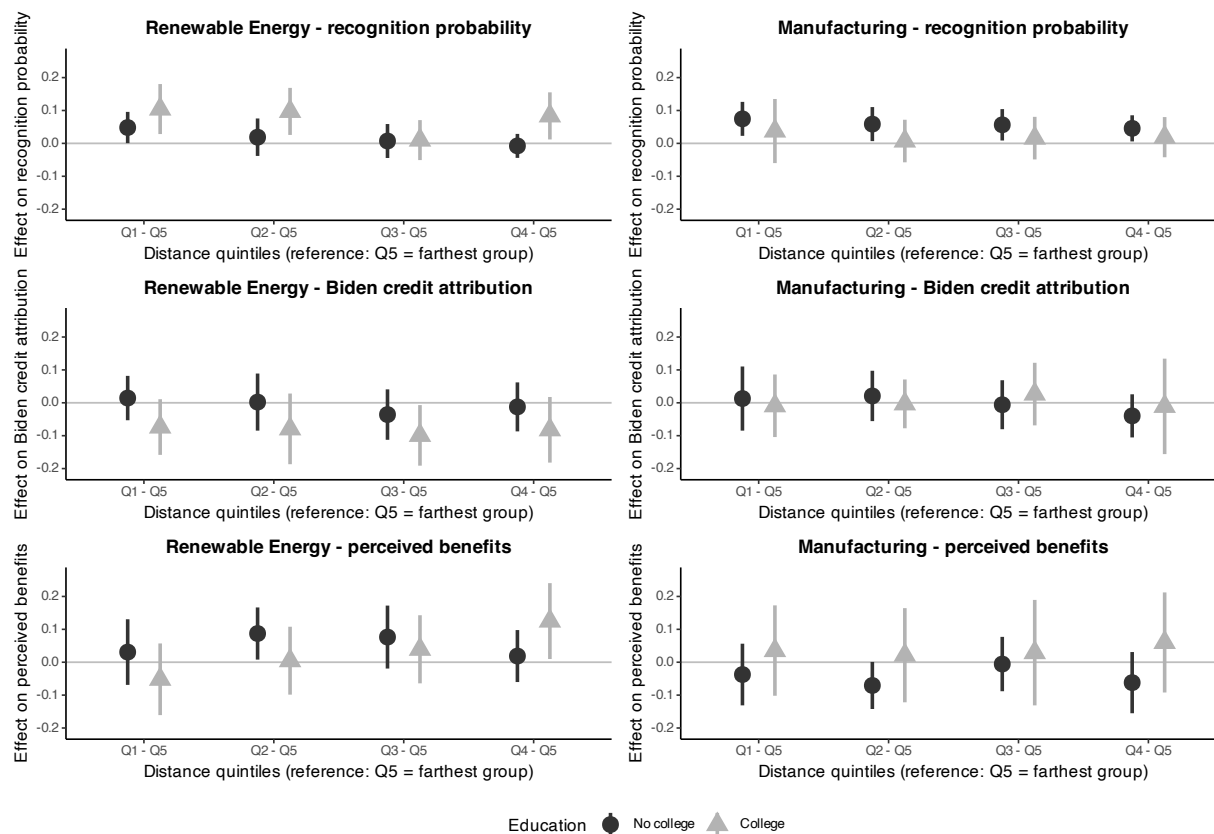 Renewable Energy - recognition probability
Effect on recognition probability
0.2
0.1
0.0
-0.1
-0.2
Q1 - Q5
Q2 - Q5
Q3 - Q5
Q4 - Q5
Distance quintiles (reference: Q5 = farthest group)
Manufacturing - recognition probability
Effect on recognition probability
0.2
0.1
0.0
-0.1
-0.2
Q1 - Q5
Q2 - Q5
Q3 - Q5
Q4 - Q5
Distance quintiles (reference: Q5 = farthest group)
Renewable Energy - Biden credit attribution
Effect on Biden credit attribution
0.2
0.1
0.0
-0.1
-0.2
Q1 - Q5
Q2 - Q5
Q3 - Q5
Q4 - Q5
Distance quintiles (reference: Q5 = farthest group)
Manufacturing - Biden credit attribution
Effect on Biden credit attribution
0.2
0.1
0.0
-0.1
-0.2
Q1 - Q5
Q2 - Q5
Q3 - Q5
Q4 - Q5
Distance quintiles (reference: Q5 = farthest group)
Renewable Energy - perceived benefits
Effect on perceived benefits
0.2
0.1
0.0
-0.1
-0.2
Q1 - Q5
Q2 - Q5
Q3 - Q5
Q4 - Q5
Distance quintiles (reference: Q5 = farthest group)
Manufacturing - perceived benefits
Effect on perceived benefits
0.2
0.1
0.0
-0.1
-0.2
Q1 - Q5
Q2 - Q5
Q3 - Q5
Q4 - Q5
Distance quintiles (reference: Q5 = farthest group)
Education No college College